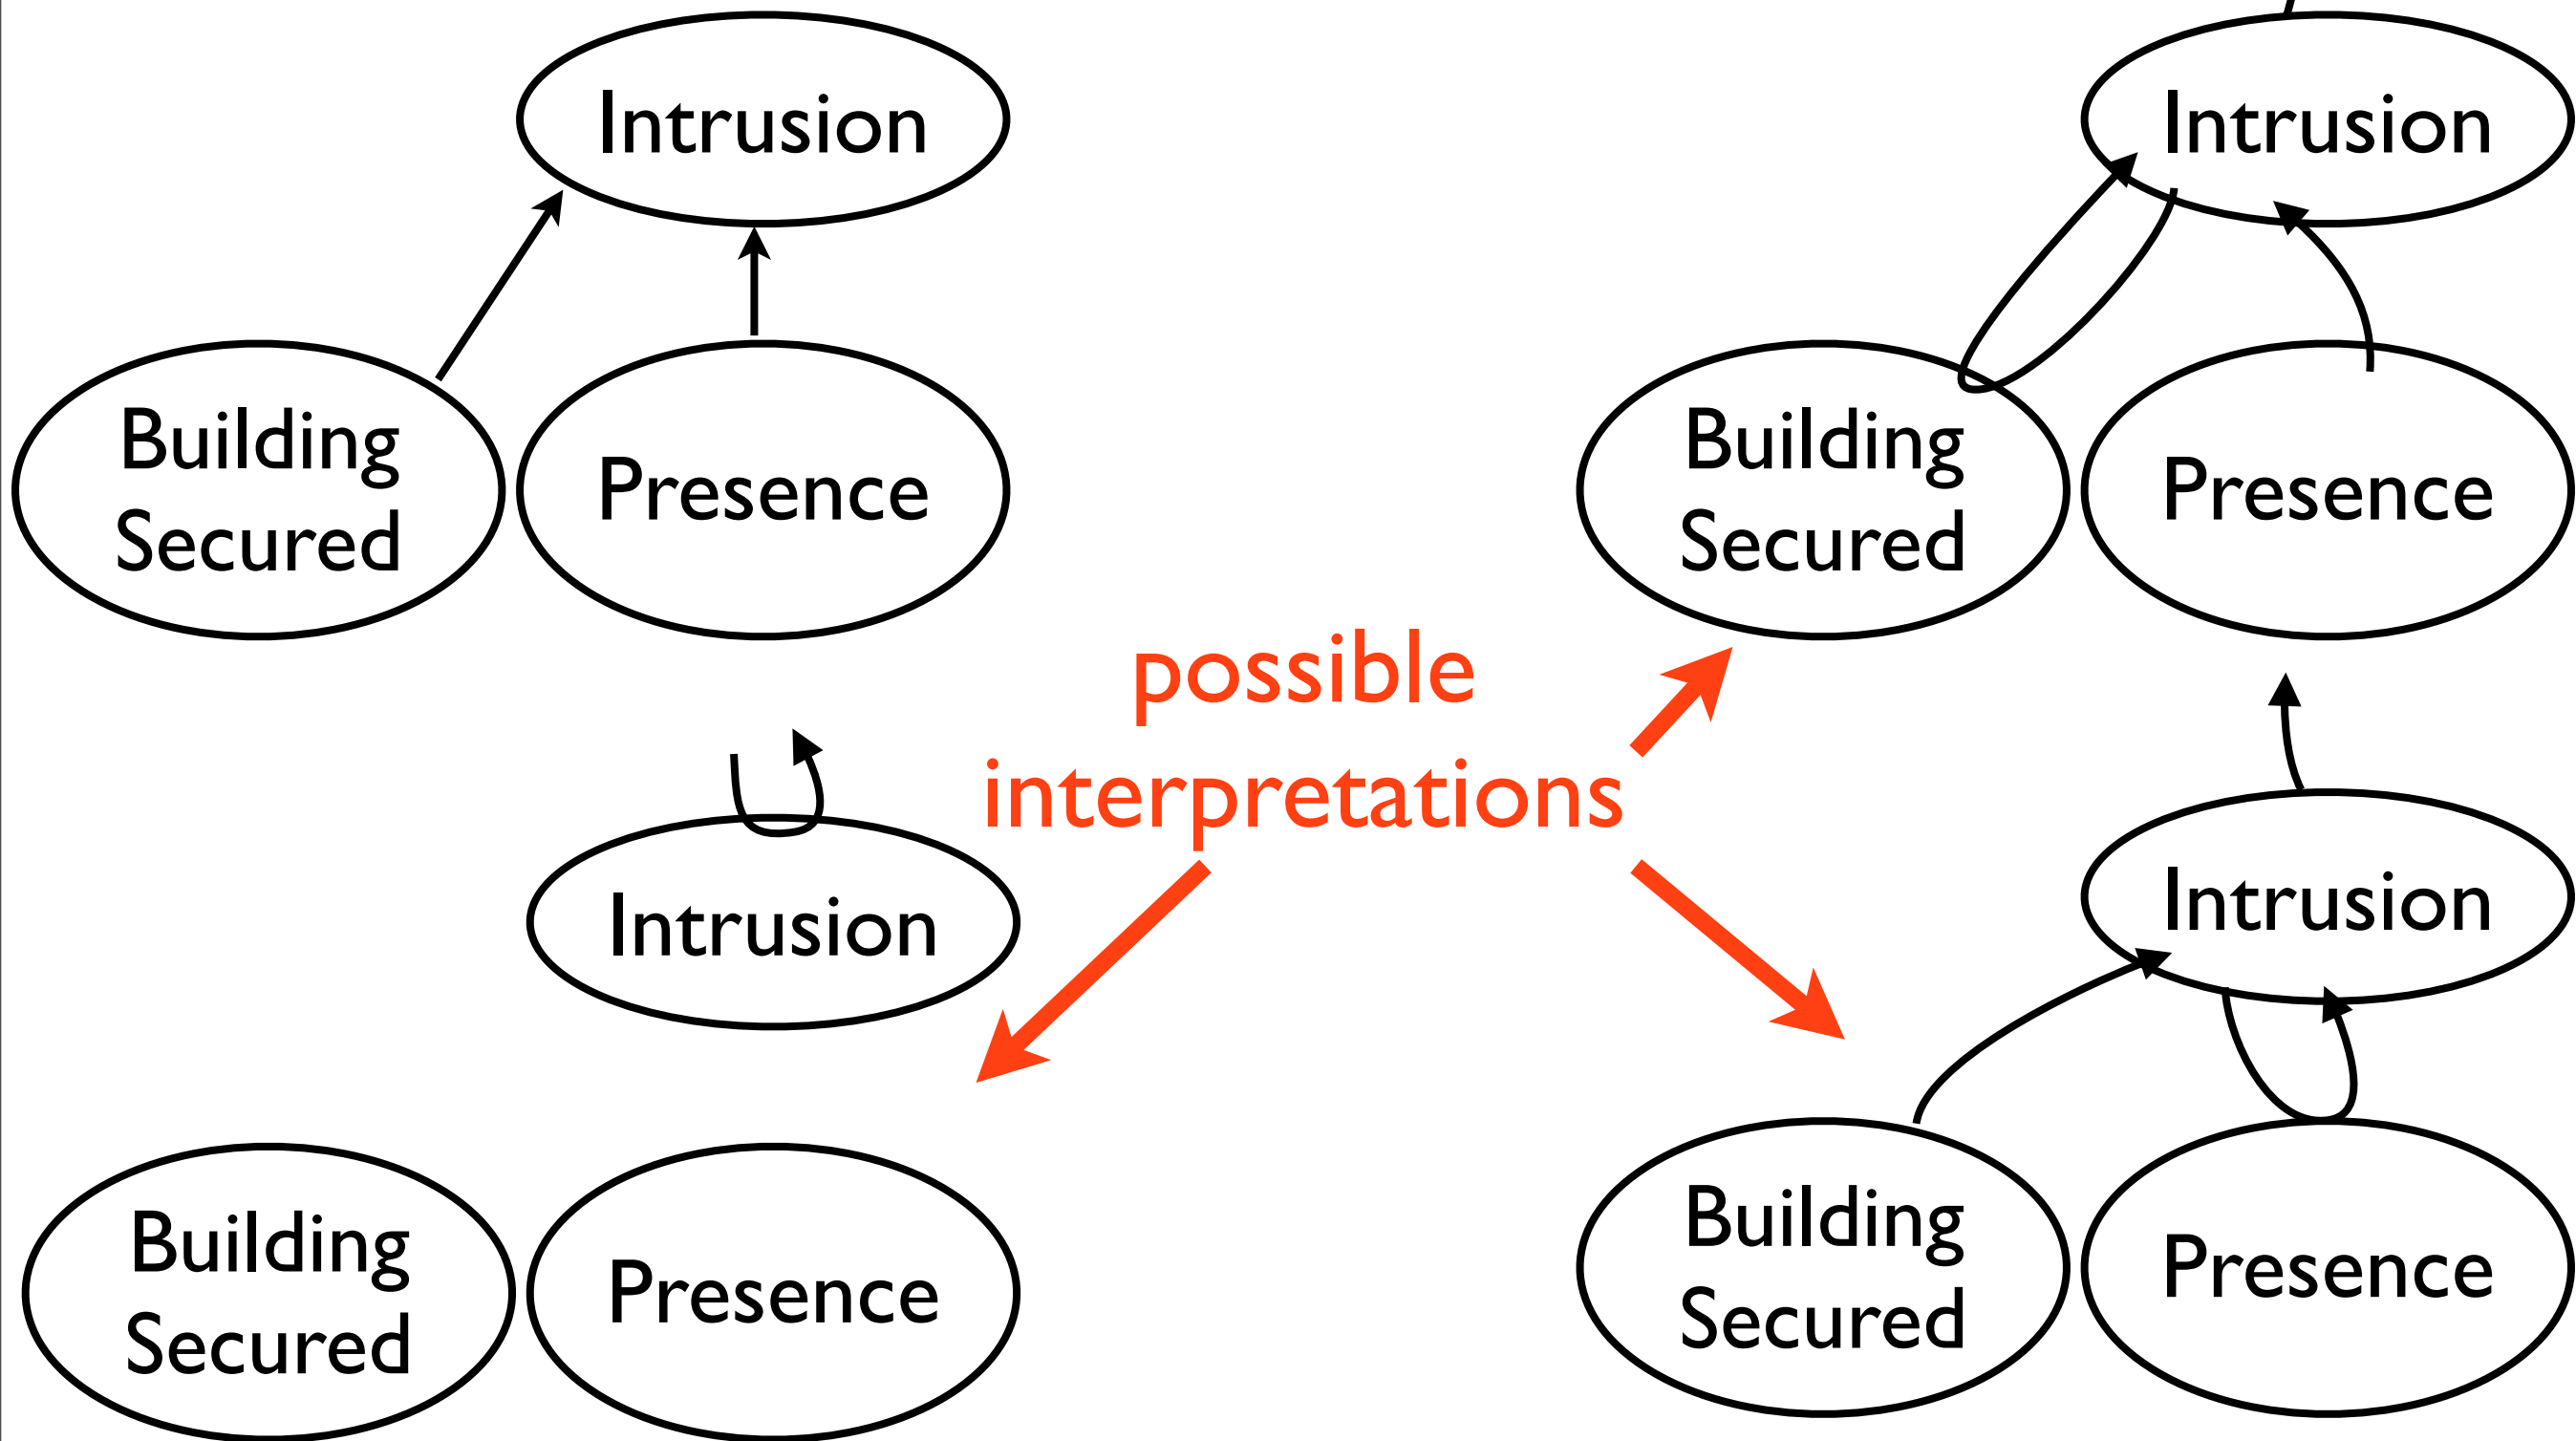 Intrusion
Building
Secured
Presence
Intrusion
Building
Secured
Presence
possible
interpretations
Intrusion
Building
Secured
Presence
Intrusion
Building
Secured
Presence